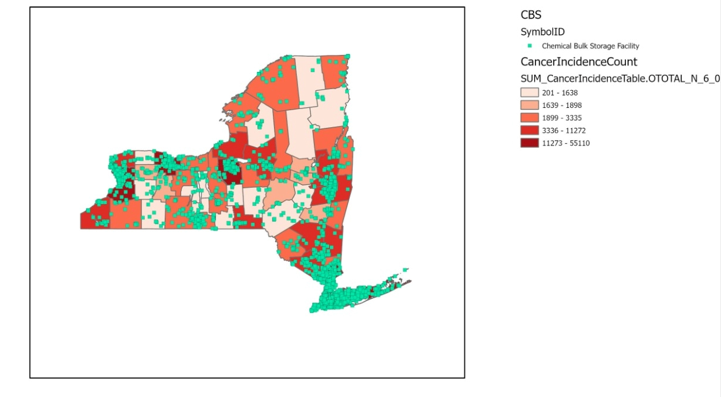 CBS
SymbolID
Chemical Bulk Storage Facility
CancerIncidenceCount
SUM_CancerIncidenceTable.OTOTAL_N_6_0
201 - 1638
1639 - 1898
1899 - 3335
3336 - 11272
11273 - 55110